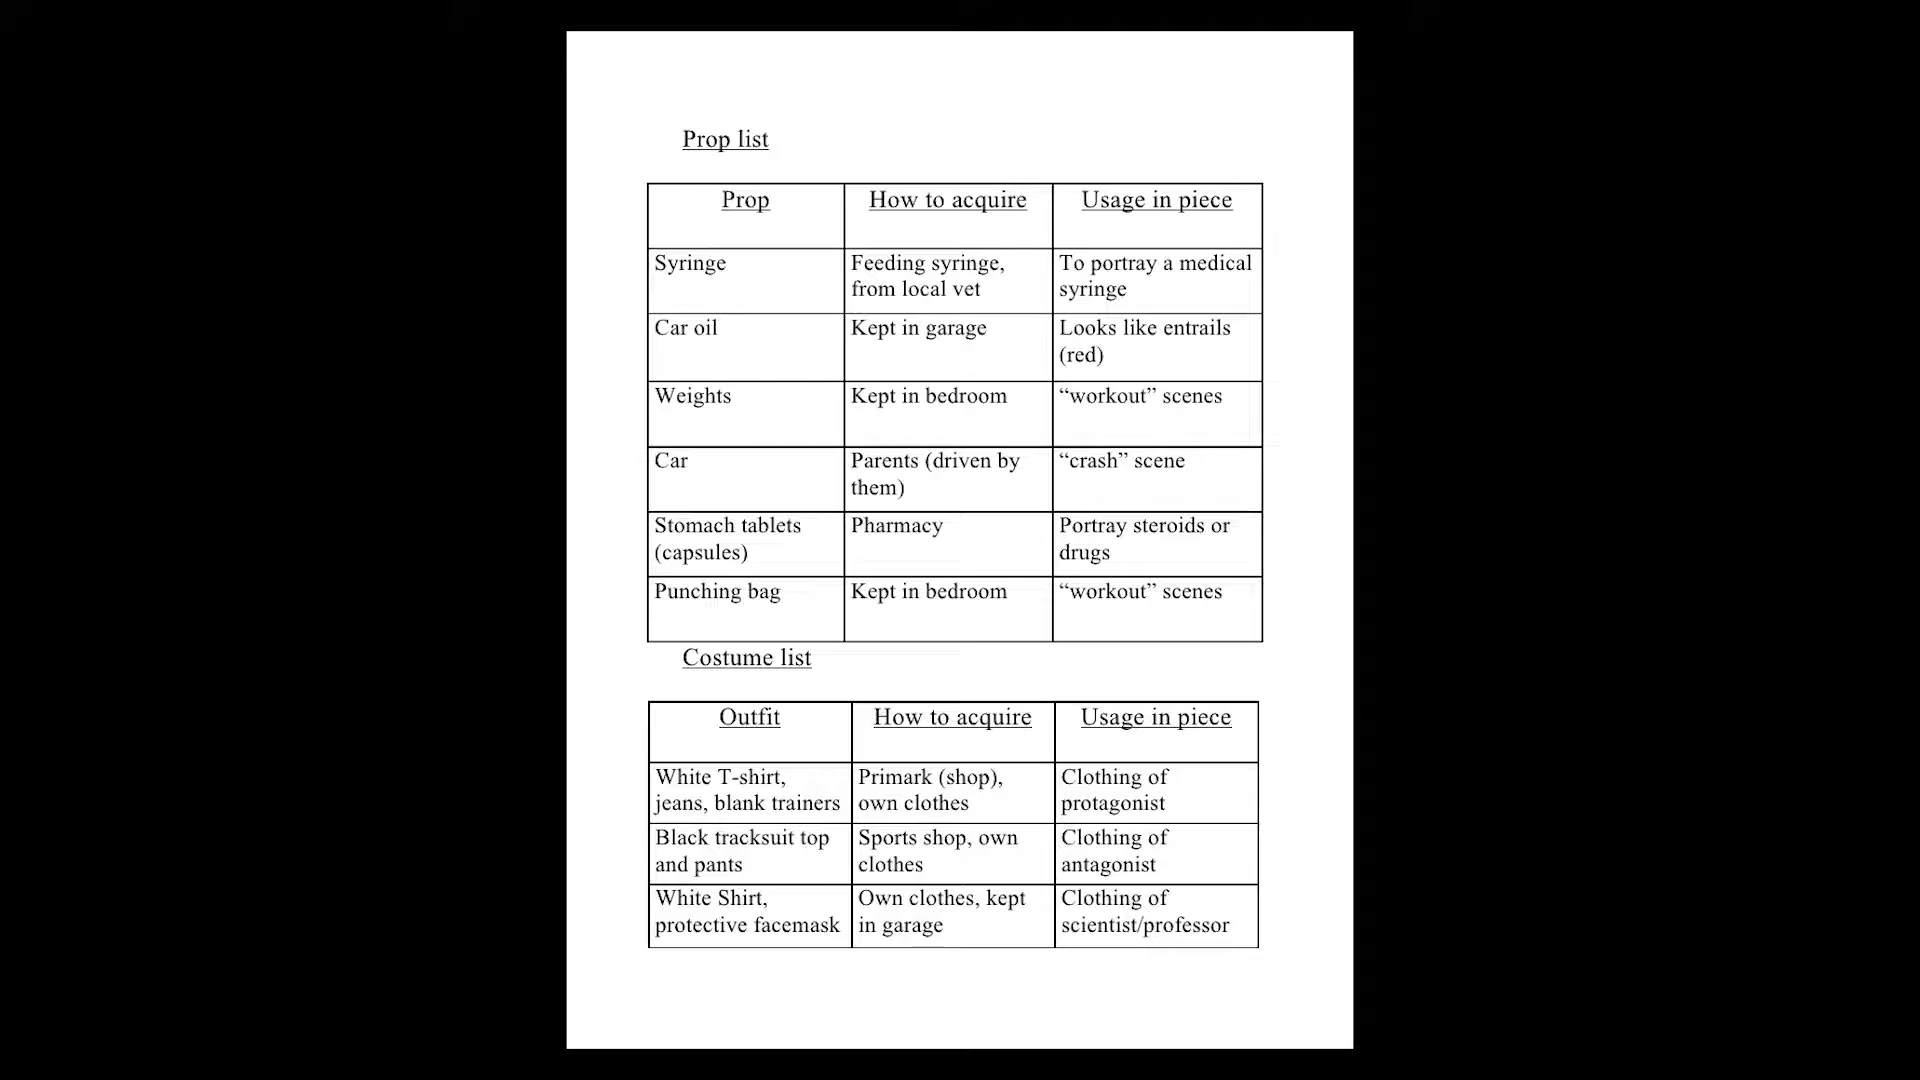 Prop list
Prop How to acquire Usage in piece
Syringe Feeding syringe, To portray a medical
from local vet syringe
Car oil Kept in garage Looks like entrails
(red)
Weights Kept in bedroom “workout” scenes
Car Parents (driven by “crash” scene
them)
Stomach tablets Pharmacy Portray steroids or
(capsules) drugs
Punching bag Kept in bedroom “workout” scenes
Costume list
Outfit How to acquire Usage in piece
White T-shirt, Primark (shop), Clothing of
jeans, blank trainers own clothes protagonist
Black tracksuit top Sports shop, own Clothing of
and pants clothes antagonist
White Shirt, Own clothes, kept Clothing of
protective facemask in garage scientist/professor